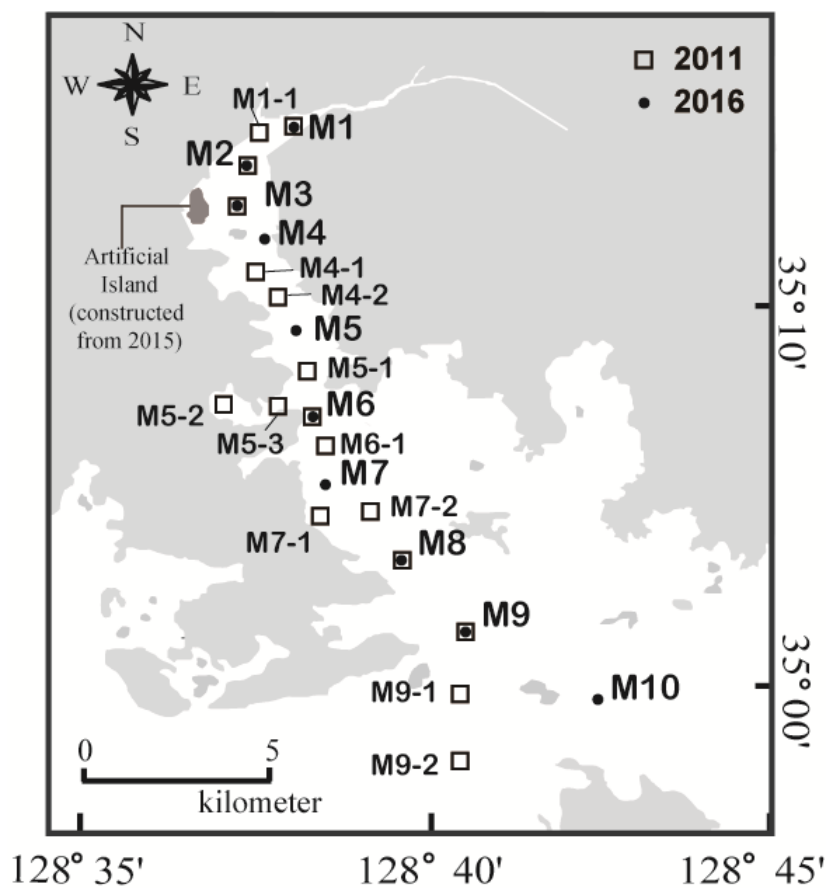 N
W E
S
2011
2016
M1-1
M1
M2
M3
M4
Artificial
Island
(constructed
from 2015)
M4-1
M4-2
M5
M5-1
M5-2
M5-3
M6
M6-1
M7
M7-2
M7-1
M8
M9
M9-1
M10
M9-2
35° 10'
35° 00'
0 5
kilometer
128° 35' 128° 40' 128° 45'